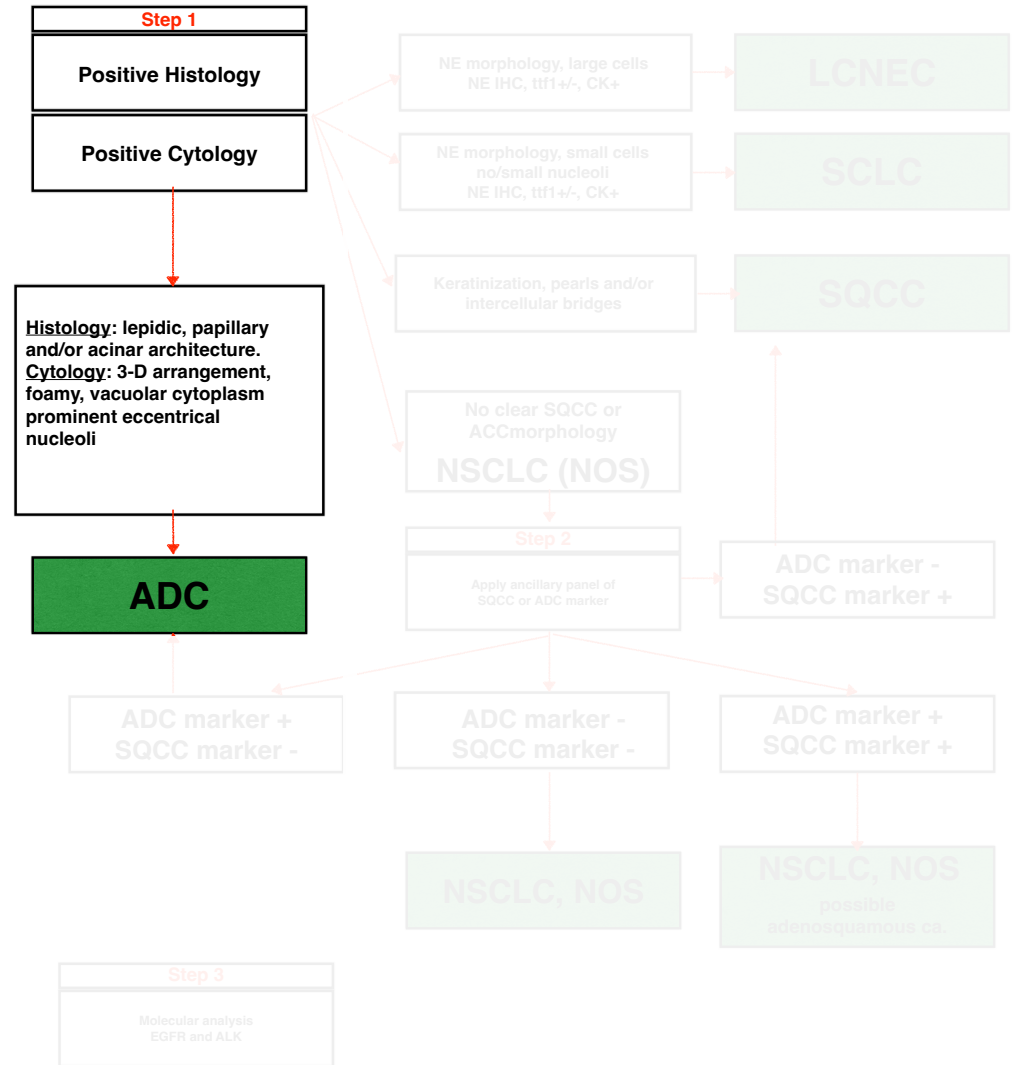 Step 1
Positive Histology
Positive Cytology
Histology: lepidic, papillary
and/or acinar architecture.
Cytology: 3-D arrangement,
foamy, vacuolar cytoplasm
prominent eccentrical
nucleoli
ADC
NE morphology, large cells
NE IHC, ttf1+/-, CK+
LCNEC
NE morphology, small cells
no/small nucleoli
NE IHC, ttf1+/-, CK+
SCLC
Keratinization, pearls and/or
intercellular bridges
SQCC
No clear SQCC or
ACCmorphology
NSCLC (NOS)
Step 2
Apply ancillary panel of
SQCC or ADC marker
ADC marker -
SQCC marker +
ADC marker +
SQCC marker -
ADC marker -
SQCC marker -
ADC marker +
SQCC marker +
NSCLC, NOS
NSCLC, NOS
possible
adenosquamous ca.
Step 3
Molecular analysis
EGFR and ALK